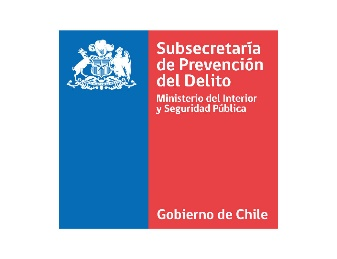 Subsecretaría
de Prevención
del Delito
Ministerio del Interior
y Seguridad Pública
Gobierno de Chile